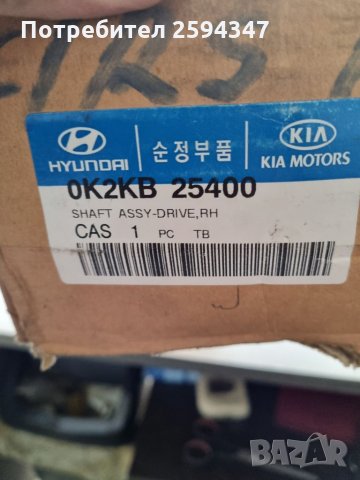 Потребител 2594347
HYUNDAI
순정부품
KIA
KIA MOTORS
0K2KB 25400
SHAFT ASSY-DRIVE,RH
CAS 1 PC TB
BAZAR